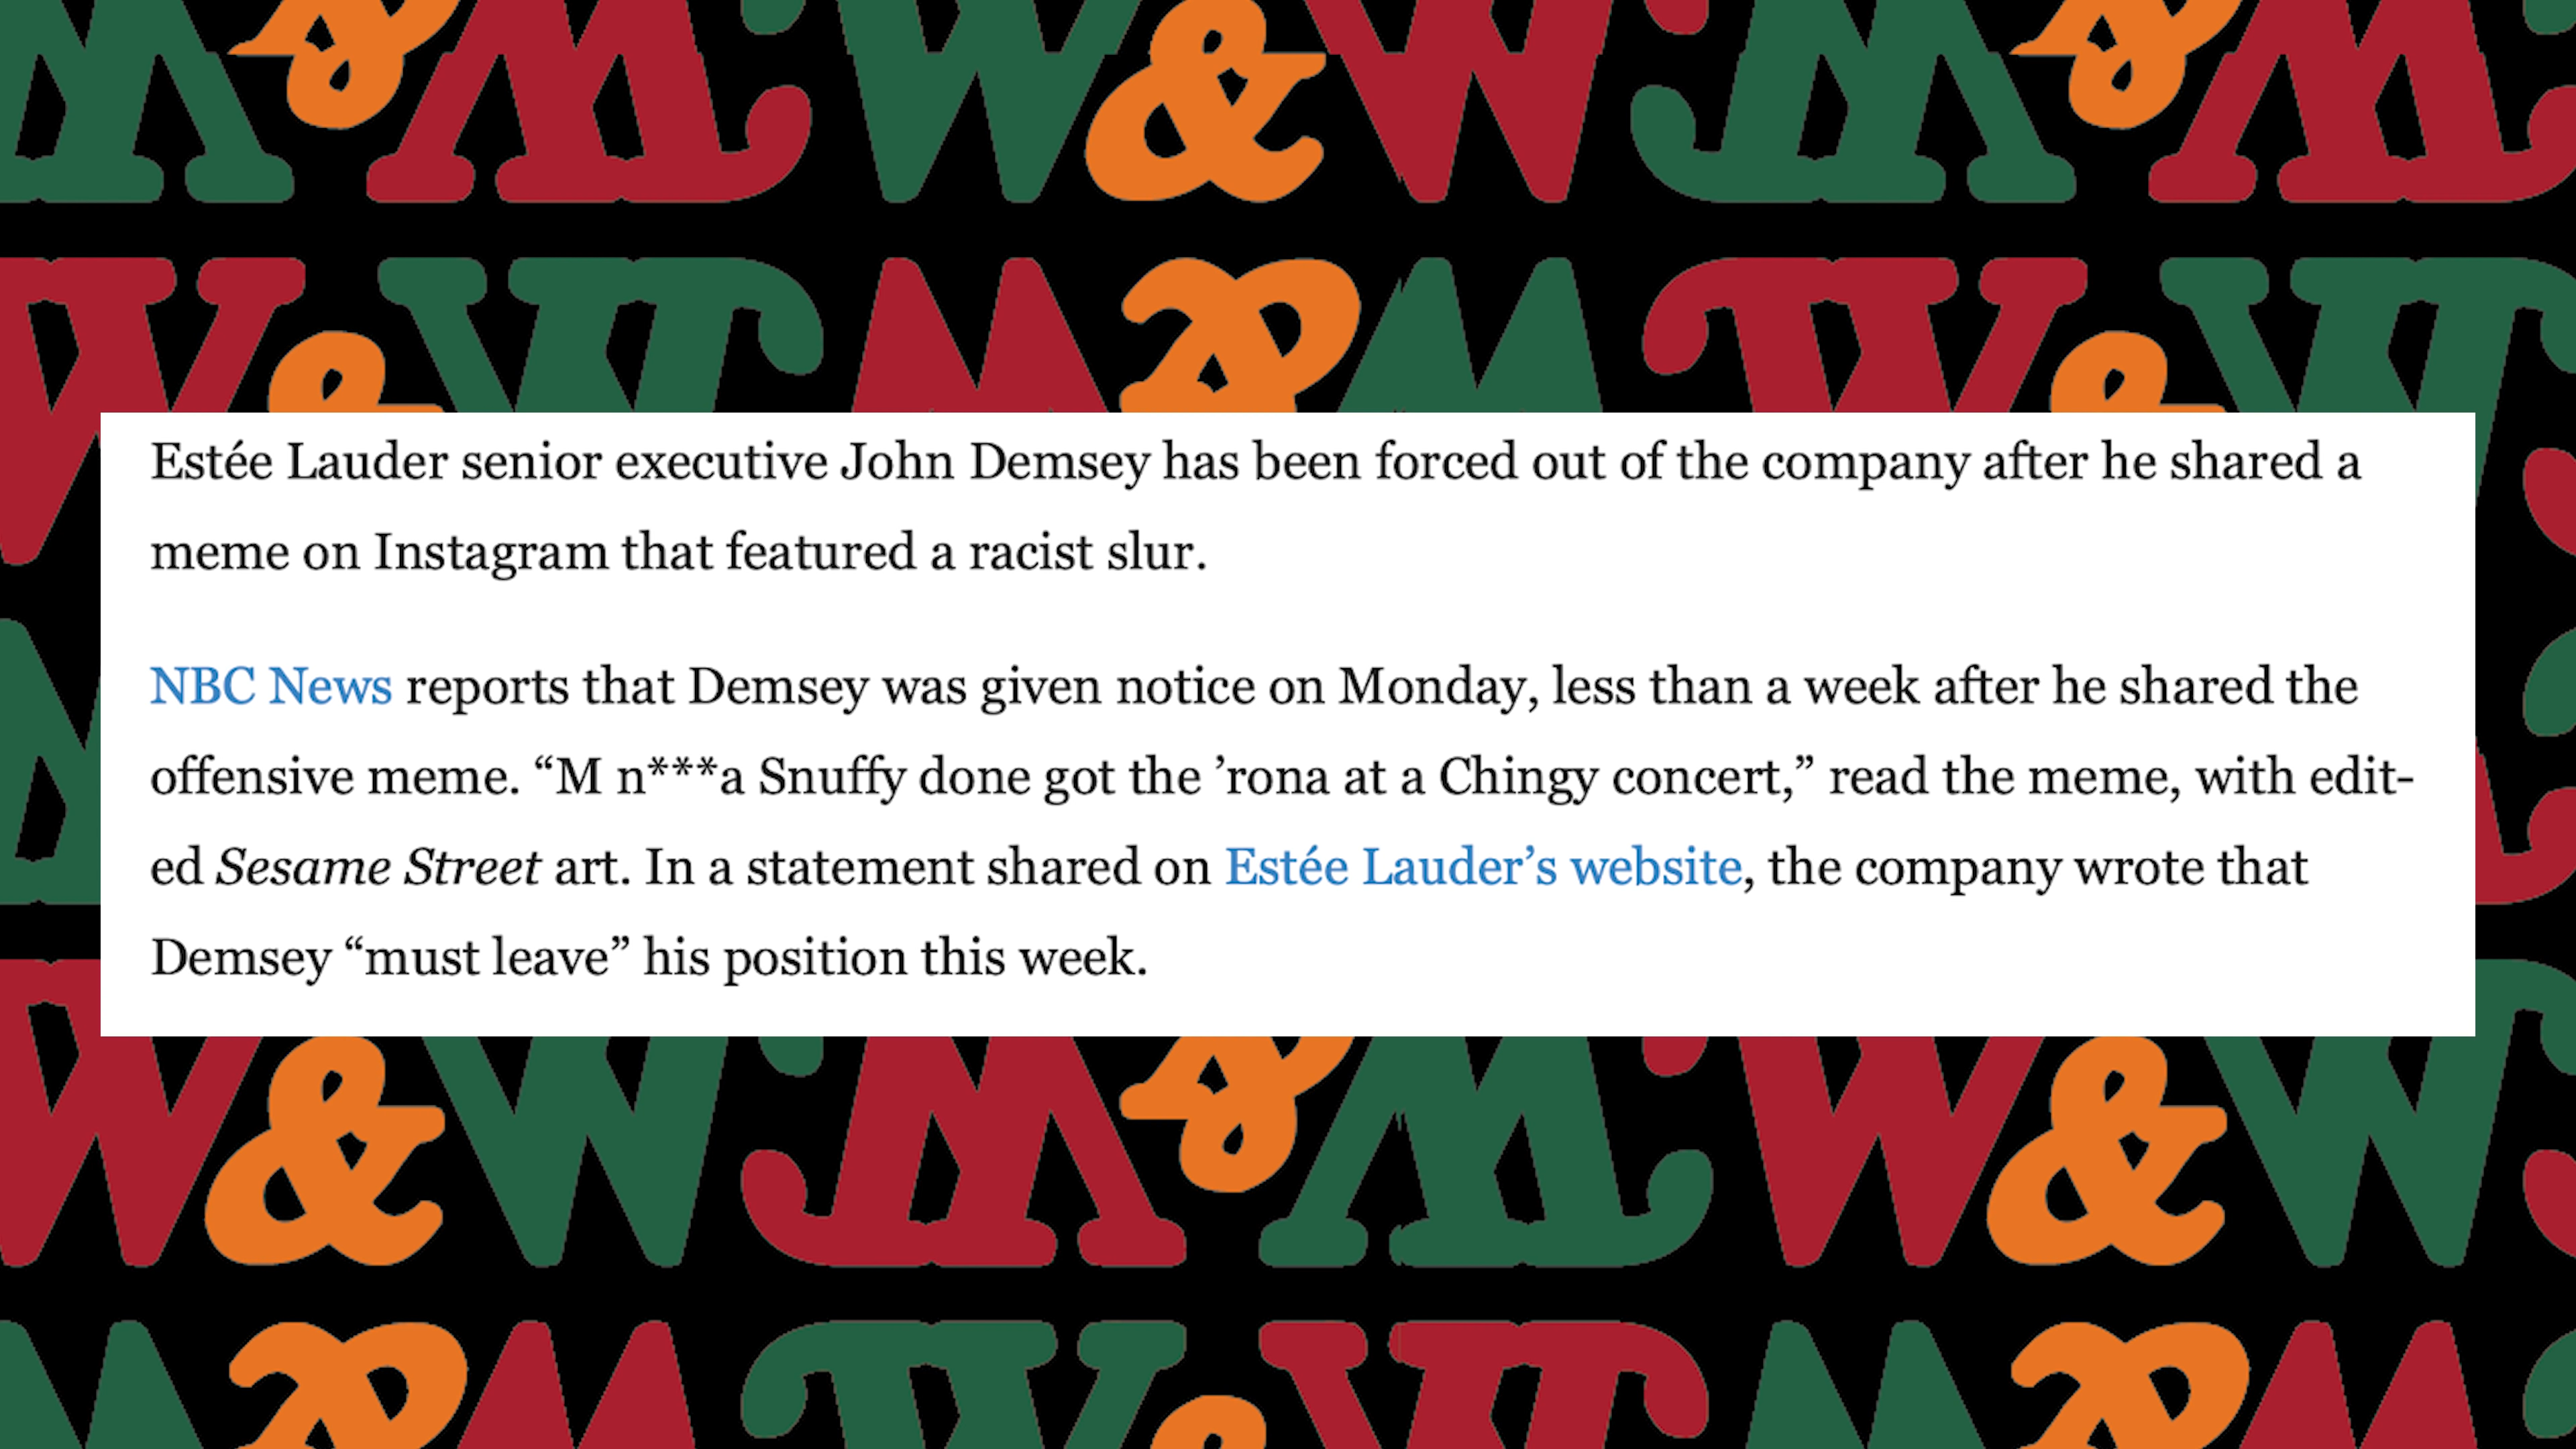 Estée Lauder senior executive John Demsey has been forced out of the company after he shared a
meme on Instagram that featured a racist slur.
NBC News reports that Demsey was given notice on Monday, less than a week after he shared the
offensive meme. “M n***a Snuffy done got the ’rona at a Chingy concert,” read the meme, with edit-
ed Sesame Street art. In a statement shared on Estée Lauder’s website, the company wrote that
Demsey “must leave” his position this week.